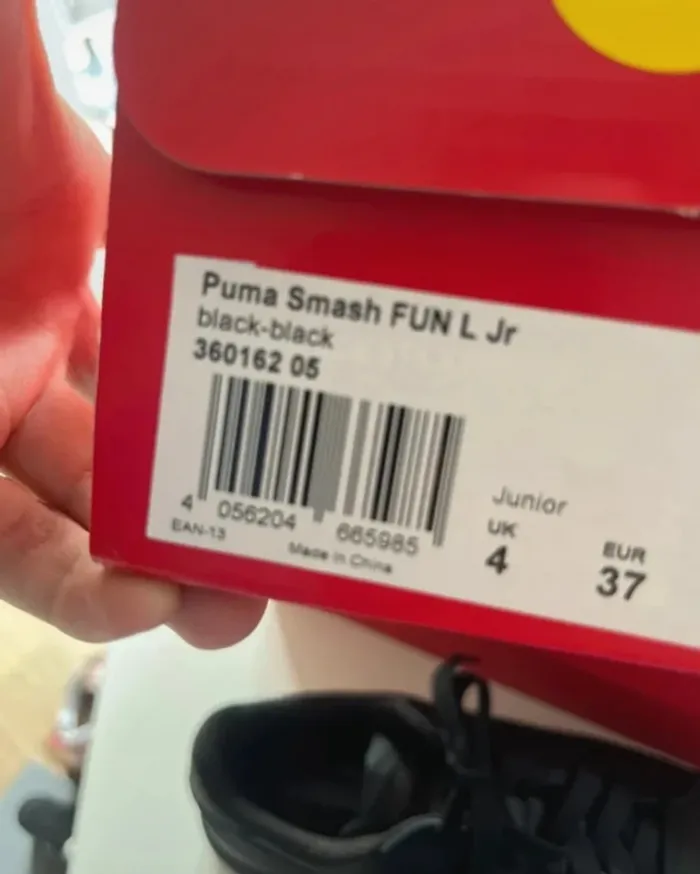 Puma Smash FUN L Jr
black-black
360162 05
4 056204 665985
EAN-13
Made in China
Junior
UK EUR
4 37